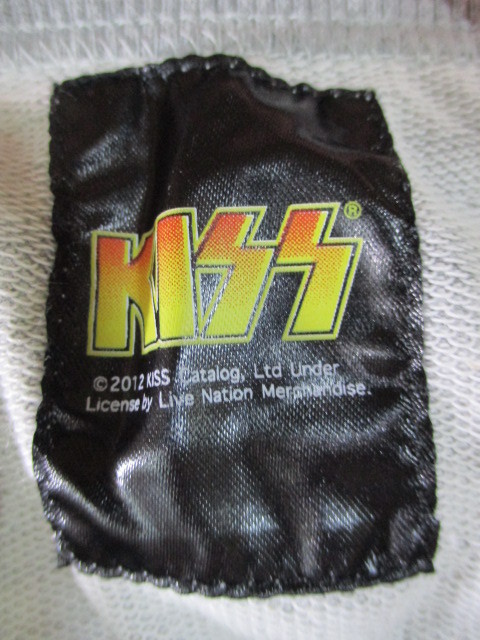 KISS®
©2012 KISS Catalog, Ltd Under
License by Live Nation Merchandise.